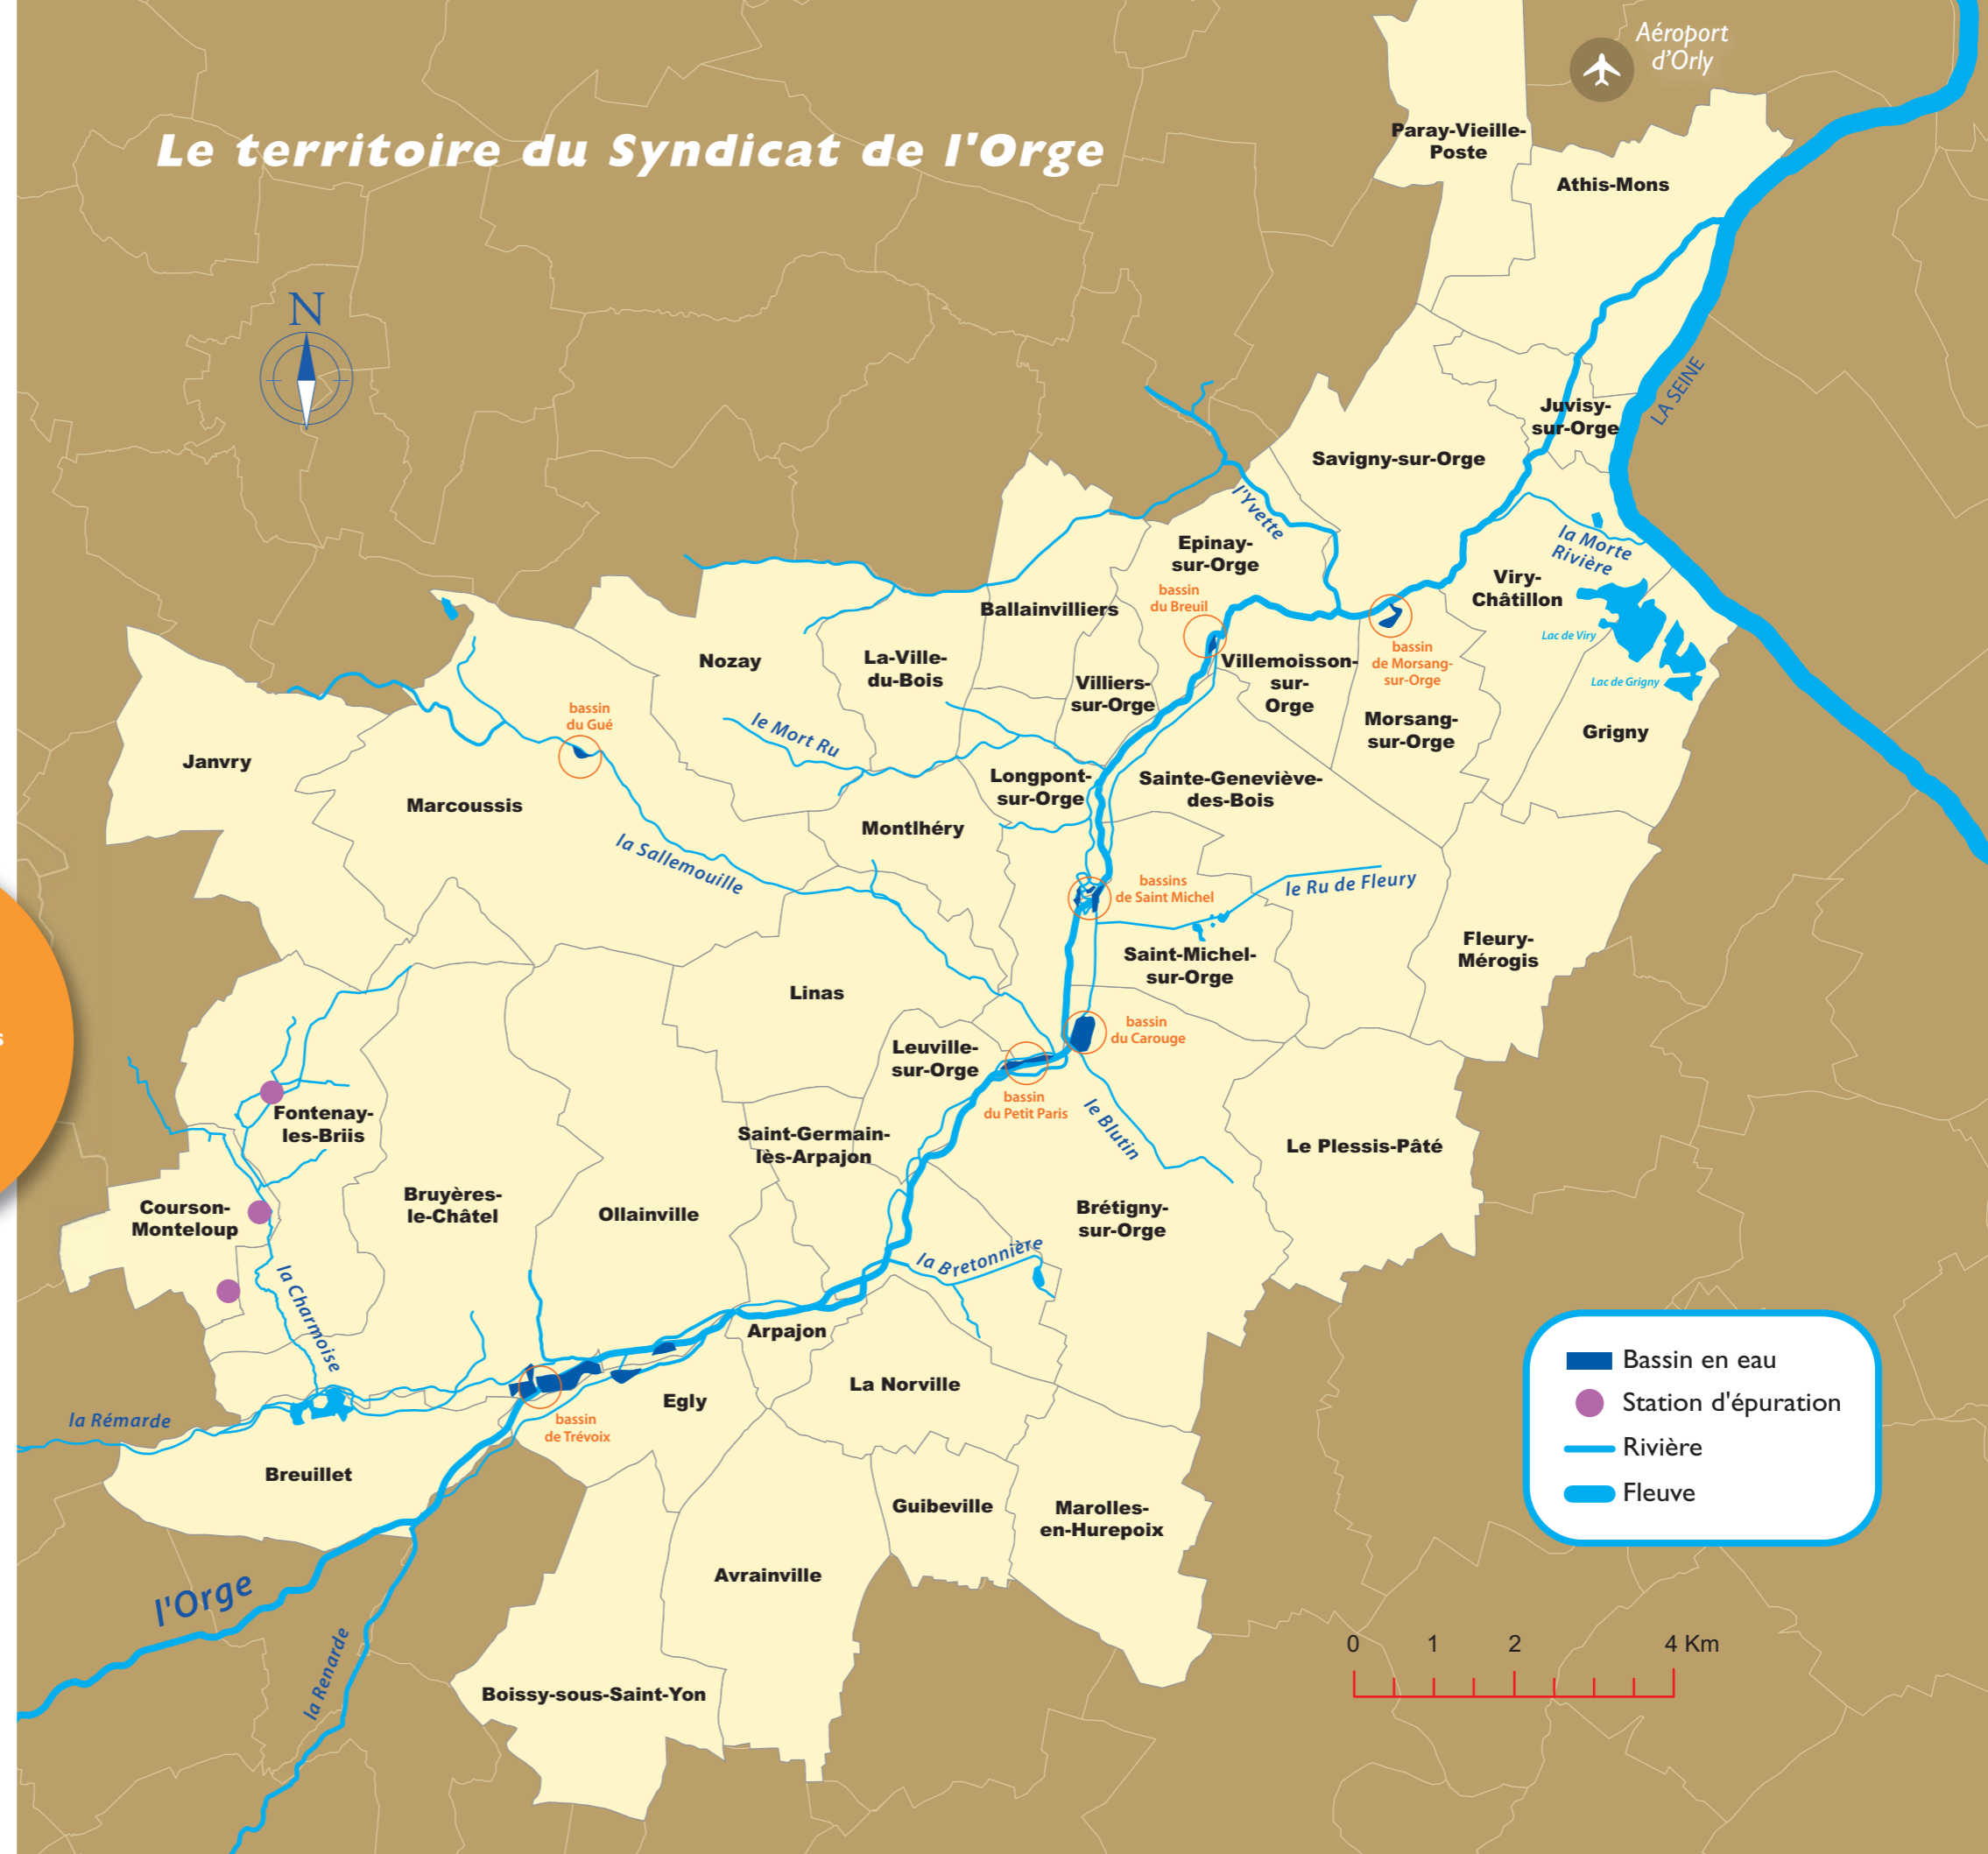 Aéroport
d'Orly
Le territoire du Syndicat de l'Orge
Paray-Vieille-
Poste
Athis-Mons
N
LA SEINE
Juvisy-
sur-Orge
Savigny-sur-Orge
l'Yvette
la Morte
Rivière
Epinay-
sur-Orge
Viry-
Châtillon
bassin
du Breuil
Ballainvilliers
Lac de Viry
bassin
de Morsang-
sur-Orge
Lac de Grigny
Nozay
La-Ville-
du-Bois
Villemoisson-
sur-
Orge
Villiers-
sur-Orge
bassin
du Gué
le Mort Ru
Morsang-
sur-Orge
Grigny
Janvry
Marcoussis
Longpont-
sur-Orge
Sainte-Geneviève-
des-Bois
Montlhéry
la Sallemouille
bassins
de Saint Michel
le Ru de Fleury
Fleury-
Mérogis
Saint-Michel-
sur-Orge
Linas
s
bassin
du Carouge
Leuville-
sur-Orge
bassin
du Petit Paris
le Blutin
Fontenay-
les-Briis
Saint-Germain-
lès-Arpajon
Le Plessis-Pâté
Courson-
Monteloup
Bruyères-
le-Châtel
Ollainville
Brétigny-
sur-Orge
la Bretonnière
la Charmoise
Arpajon
La Norville
Egly
la Rémarde
bassin
de Trévoix
Breuillet
Guibeville
Marolles-
en-Hurepoix
Avrainville
l'Orge
la Renarde
Boissy-sous-Saint-Yon
Bassin en eau
Station d'épuration
Rivière
Fleuve
0 1 2 4 Km